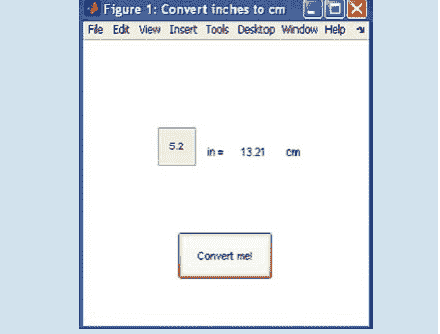 Figure 1: Convert inches to cm
File Edit View Insert Tools Desktop Window Help
5.2 in = 13.21 cm
Convert me!